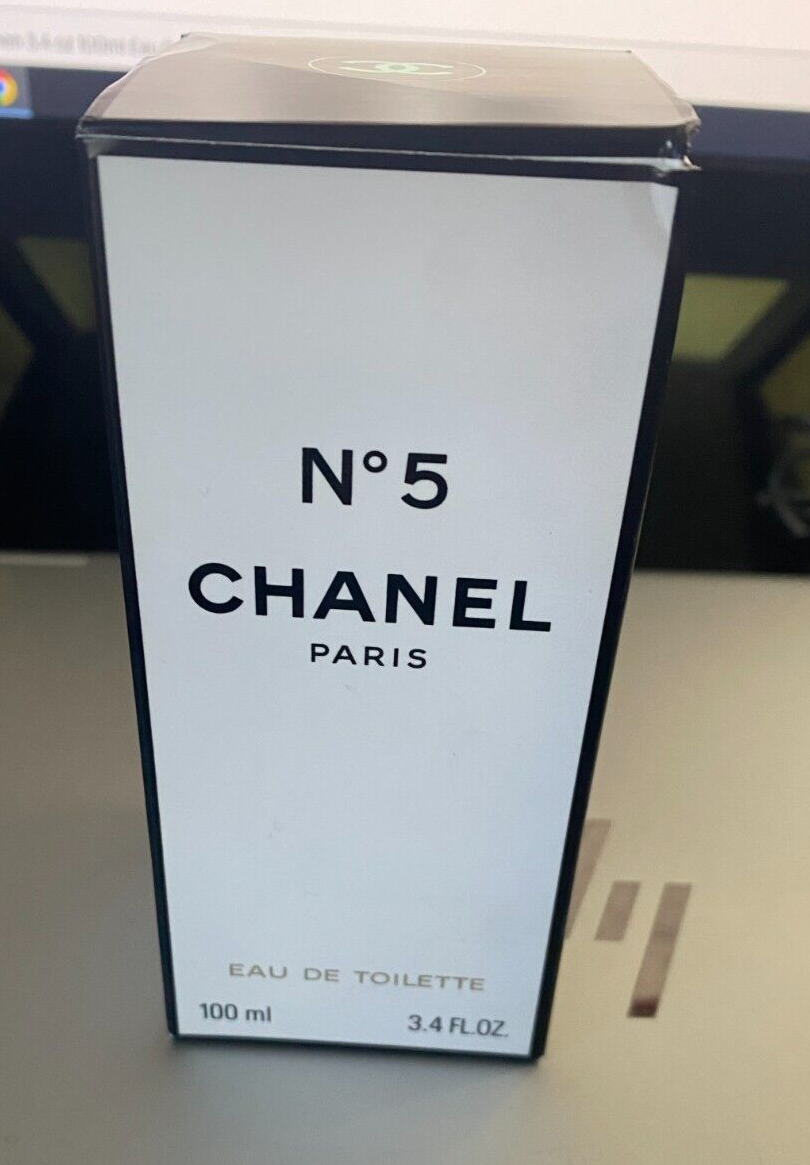 N°5
CHANEL
PARIS
EAU DE TOILETTE
100 ml
3.4 FL.OZ.